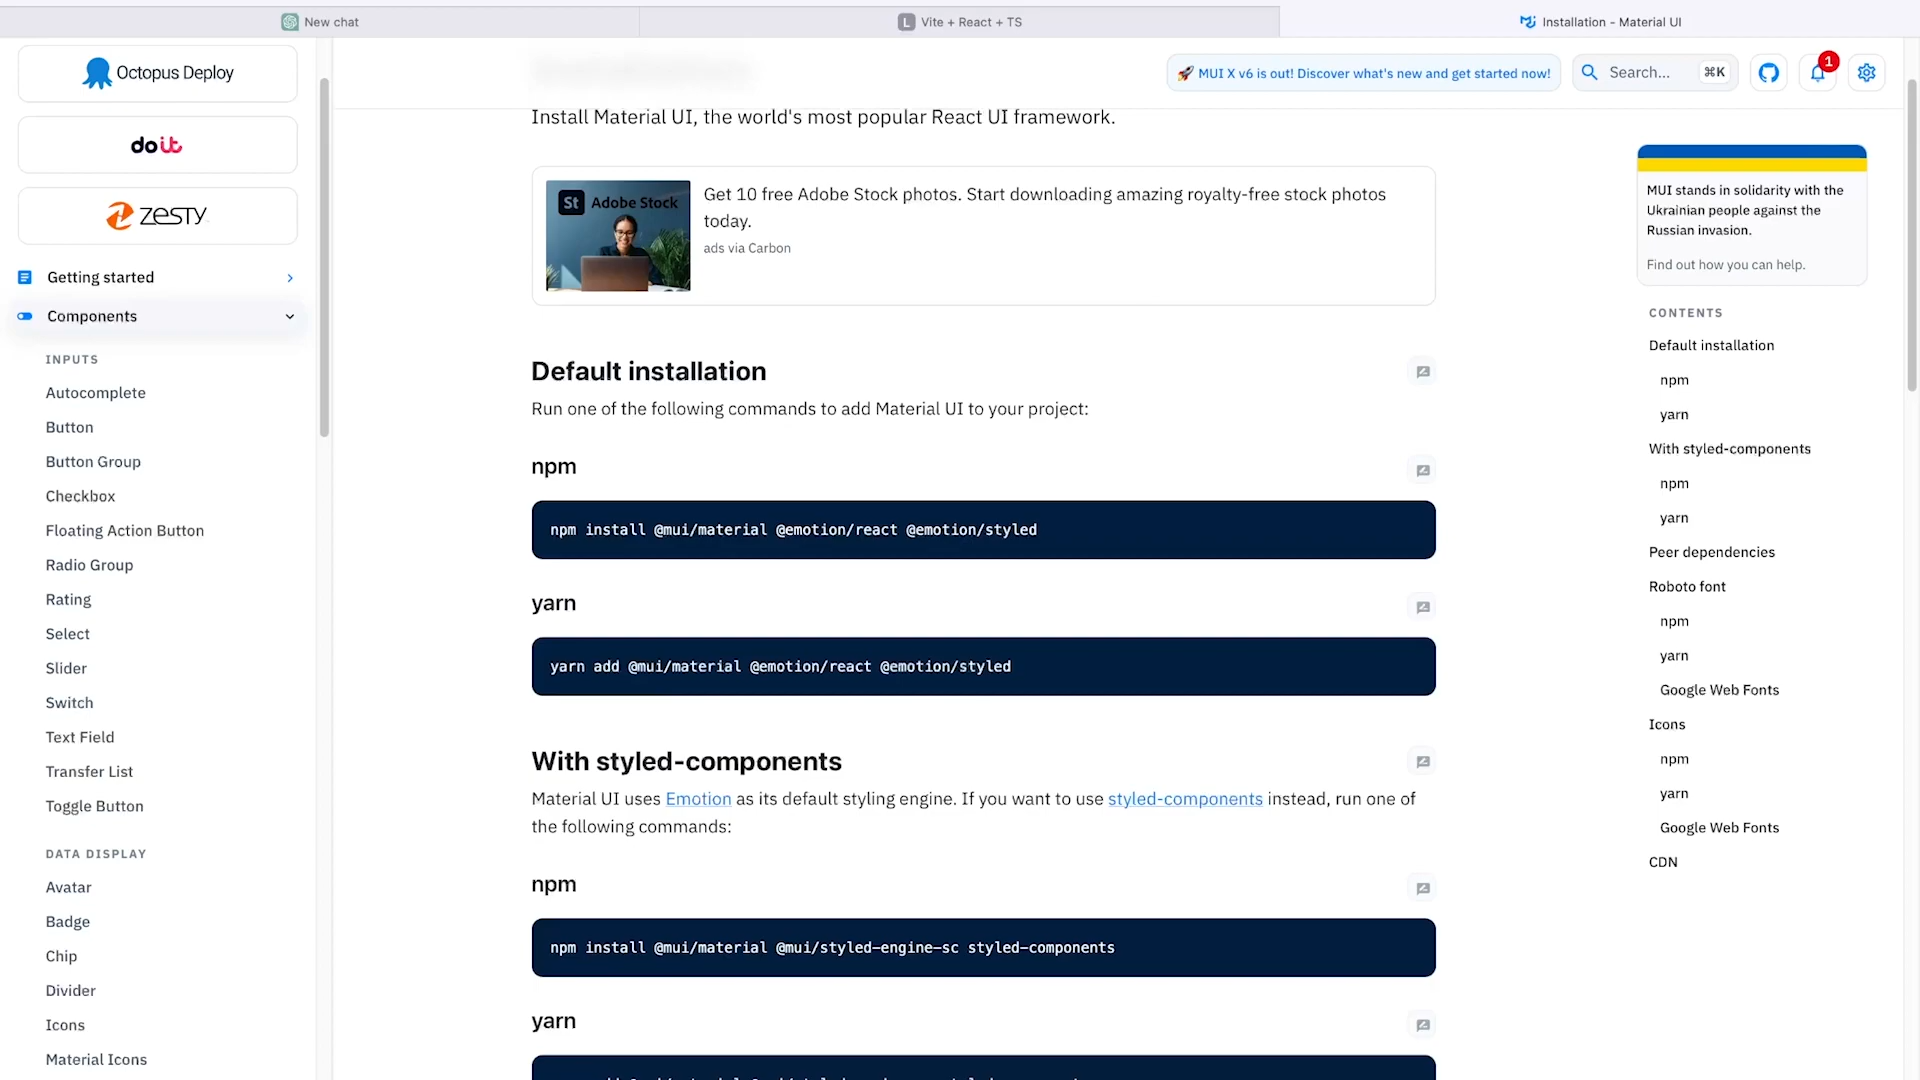 New chat
Vite + React + TS
Installation - Material UI
Octopus Deploy
doit
ZESTY
Getting started
Components
INPUTS
Autocomplete
Button
Button Group
Checkbox
Floating Action Button
Radio Group
Rating
Select
Slider
Switch
Text Field
Transfer List
Toggle Button
DATA DISPLAY
Avatar
Badge
Chip
Divider
Icons
Material Icons
🚀 MUI X v6 is out! Discover what's new and get started now!
Search...
⌘K
1
Install Material UI, the world's most popular React UI framework.
St Adobe Stock
Get 10 free Adobe Stock photos. Start downloading amazing royalty-free stock photos
today.
ads via Carbon
Default installation
Run one of the following commands to add Material UI to your project:
npm
npm install @mui/material @emotion/react @emotion/styled
yarn
yarn add @mui/material @emotion/react @emotion/styled
With styled-components
Material UI uses Emotion as its default styling engine. If you want to use styled-components instead, run one of
the following commands:
npm
npm install @mui/material @mui/styled-engine-sc styled-components
yarn
MUI stands in solidarity with the
Ukrainian people against the
Russian invasion.
Find out how you can help.
CONTENTS
Default installation
npm
yarn
With styled-components
npm
yarn
Peer dependencies
Roboto font
npm
yarn
Google Web Fonts
Icons
npm
yarn
Google Web Fonts
CDN